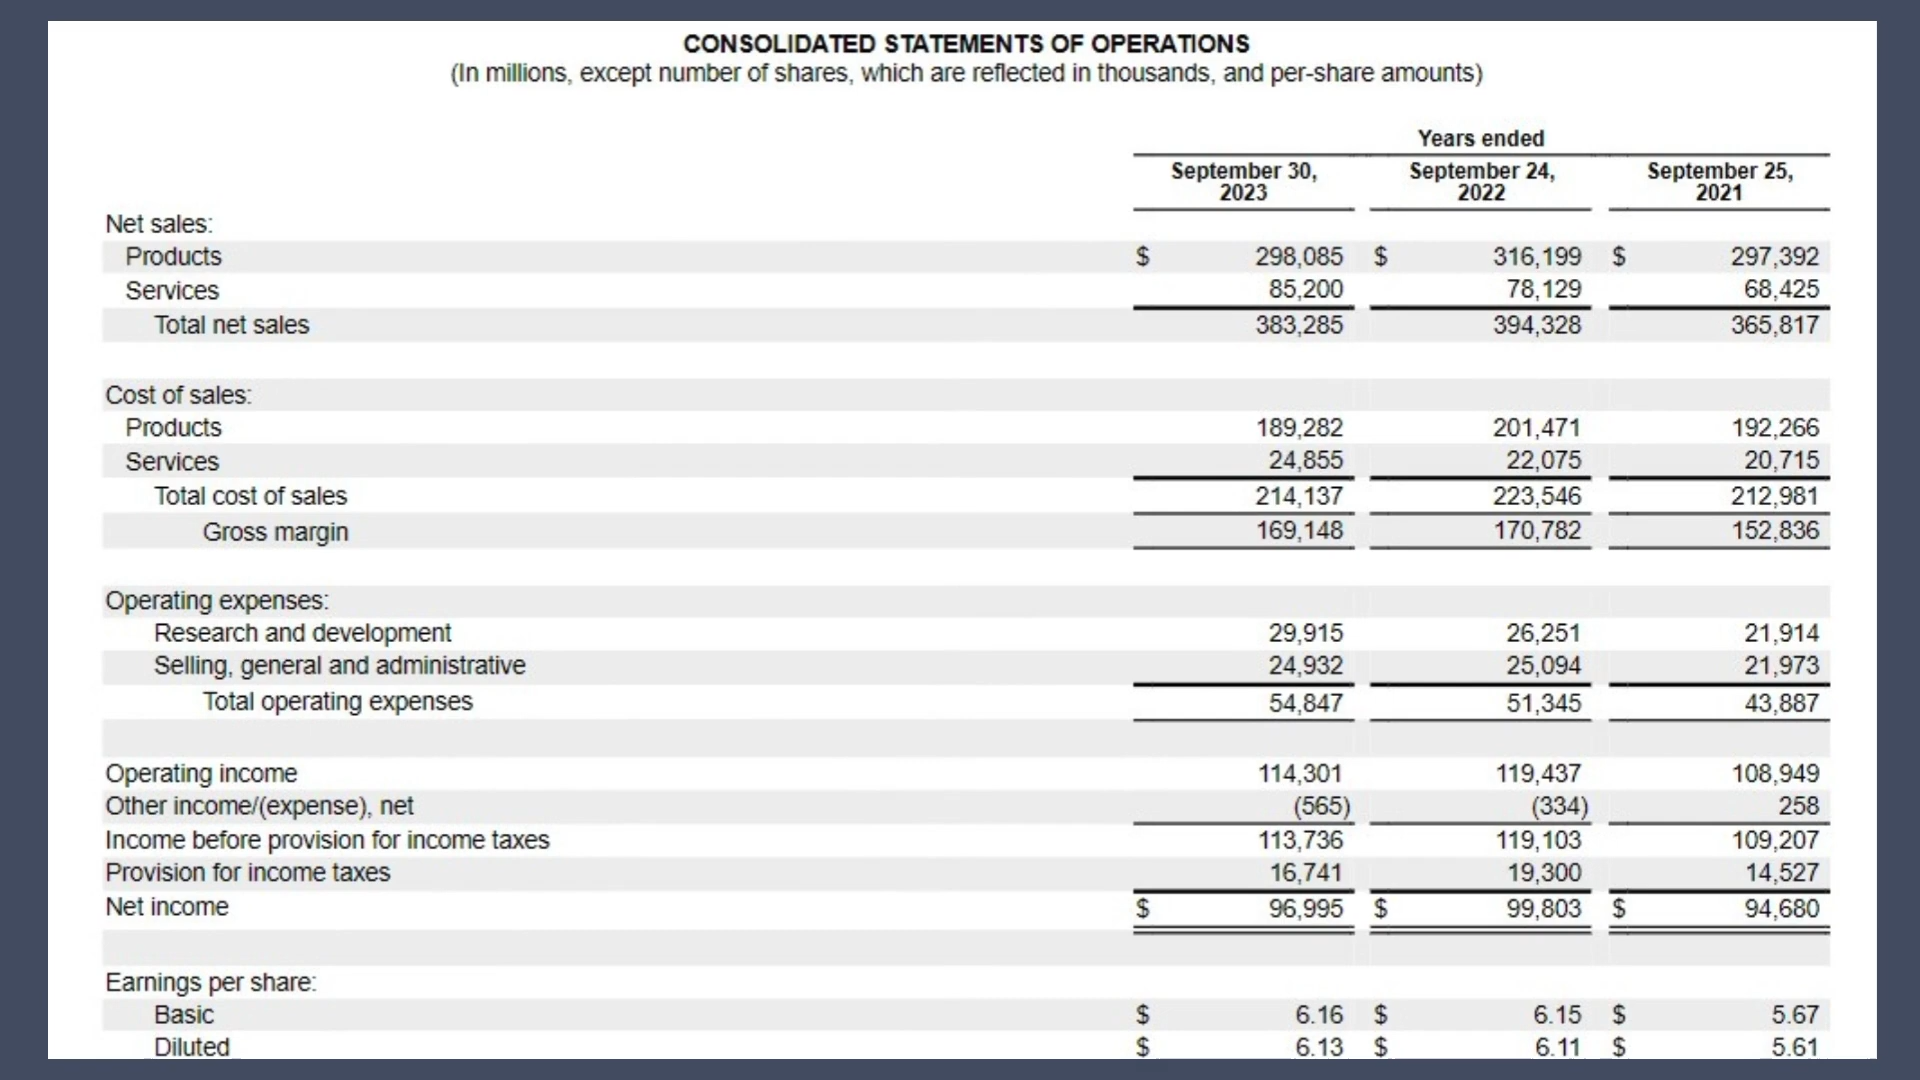 CONSOLIDATED STATEMENTS OF OPERATIONS
(In millions, except number of shares, which are reflected in thousands, and per-share amounts)
Years ended
September 30, 2023 September 24, 2022 September 25, 2021
Net sales:
Products $ 298,085 $ 316,199 $ 297,392
Services 85,200 78,129 68,425
Total net sales 383,285 394,328 365,817
Cost of sales:
Products 189,282 201,471 192,266
Services 24,855 22,075 20,715
Total cost of sales 214,137 223,546 212,981
Gross margin 169,148 170,782 152,836
Operating expenses:
Research and development 29,915 26,251 21,914
Selling, general and administrative 24,932 25,094 21,973
Total operating expenses 54,847 51,345 43,887
Operating income 114,301 119,437 108,949
Other income/(expense), net (565) (334) 258
Income before provision for income taxes 113,736 119,103 109,207
Provision for income taxes 16,741 19,300 14,527
Net income $ 96,995 $ 99,803 $ 94,680
Earnings per share:
Basic $ 6.16 $ 6.15 $ 5.67
Diluted $ 6.13 $ 6.11 $ 5.61